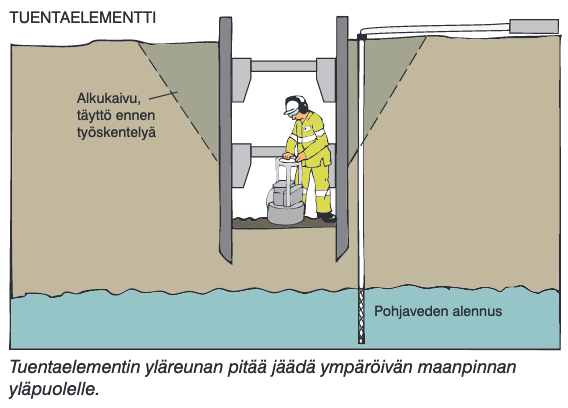 TUENTAELEMENTTI
Alkukaivu,
täyttö ennen
työskentelyä
Pohjaveden alennus
Tuentaelementin yläreunan pitää jäädä ympäröivän maanpinnan
yläpuolelle.